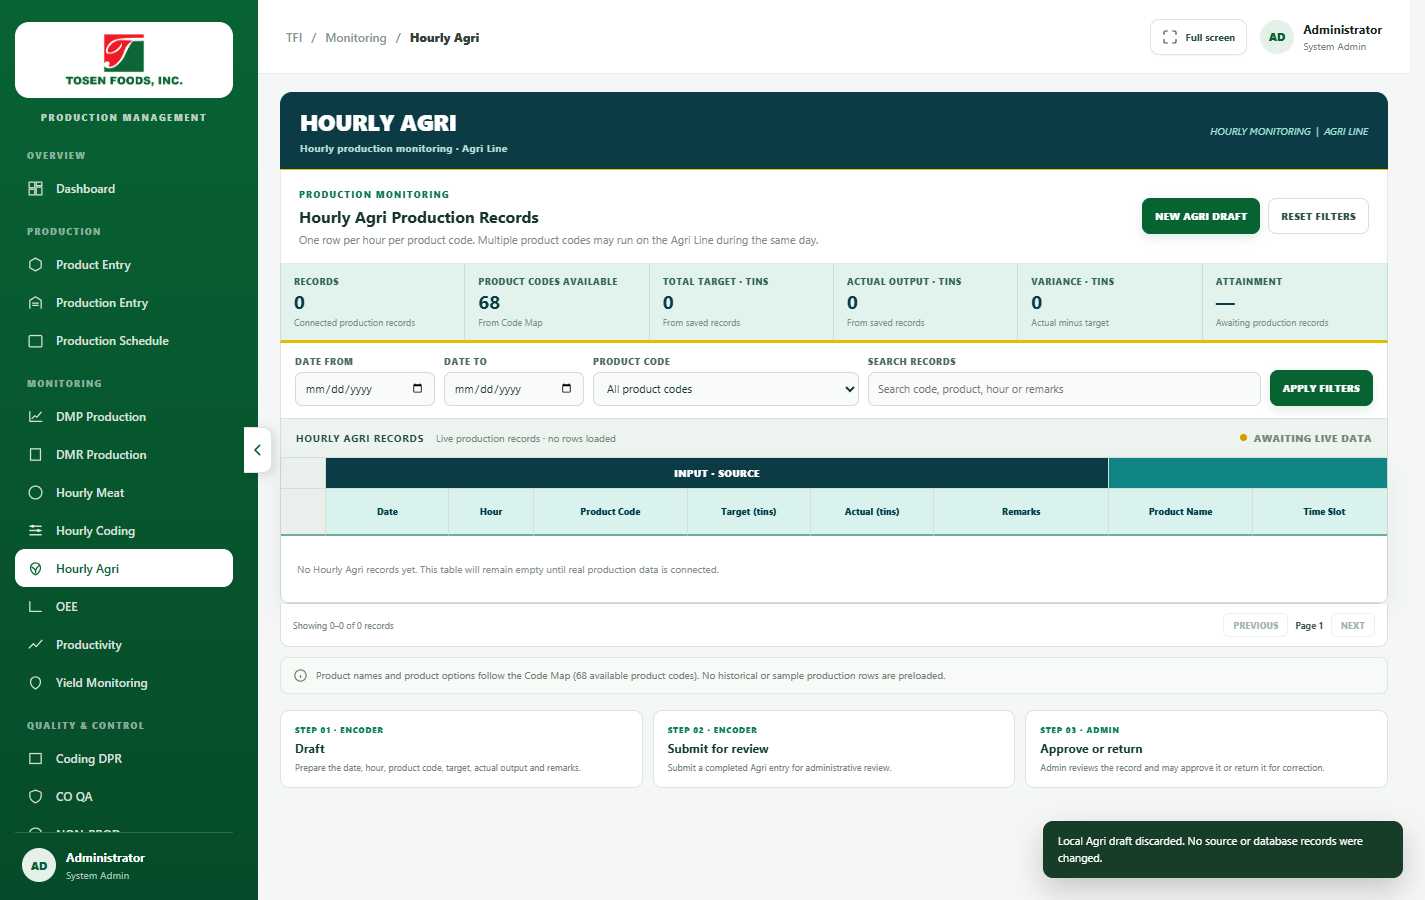 TOSEN FOODS, INC.
PRODUCTION MANAGEMENT
OVERVIEW
Dashboard
PRODUCTION
Product Entry
Production Entry
Production Schedule
MONITORING
DMP Production
DMR Production
Hourly Meat
Hourly Coding
Hourly Agri
OEE
Productivity
Yield Monitoring
QUALITY & CONTROL
Coding DPR
CO QA
NON-PROD
AD
Administrator
System Admin
TFI / Monitoring / Hourly Agri
Full screen
AD
Administrator
System Admin
HOURLY AGRI
Hourly production monitoring · Agri Line
HOURLY MONITORING | AGRI LINE
PRODUCTION MONITORING
Hourly Agri Production Records
One row per hour per product code. Multiple product codes may run on the Agri Line during the same day.
NEW AGRI DRAFT
RESET FILTERS
RECORDS
0
Connected production records
PRODUCT CODES AVAILABLE
68
From Code Map
TOTAL TARGET · TINS
0
From saved records
ACTUAL OUTPUT · TINS
0
From saved records
VARIANCE · TINS
0
Actual minus target
ATTAINMENT
—
Awaiting production records
DATE FROM
mm/dd/yyyy
DATE TO
mm/dd/yyyy
PRODUCT CODE
All product codes
SEARCH RECORDS
Search code, product, hour or remarks
APPLY FILTERS
HOURLY AGRI RECORDS Live production records · no rows loaded
AWAITING LIVE DATA
INPUT - SOURCE
Date Hour Product Code Target (tins) Actual (tins) Remarks Product Name Time Slot
No Hourly Agri records yet. This table will remain empty until real production data is connected.
Showing 0–0 of 0 records
PREVIOUS Page 1 NEXT
Product names and product options follow the Code Map (68 available product codes). No historical or sample production rows are preloaded.
STEP 01 · ENCODER
Draft
Prepare the date, hour, product code, target, actual output and remarks.
STEP 02 · ENCODER
Submit for review
Submit a completed Agri entry for administrative review.
STEP 03 · ADMIN
Approve or return
Admin reviews the record and may approve it or return it for correction.
Local Agri draft discarded. No source or database records were
changed.